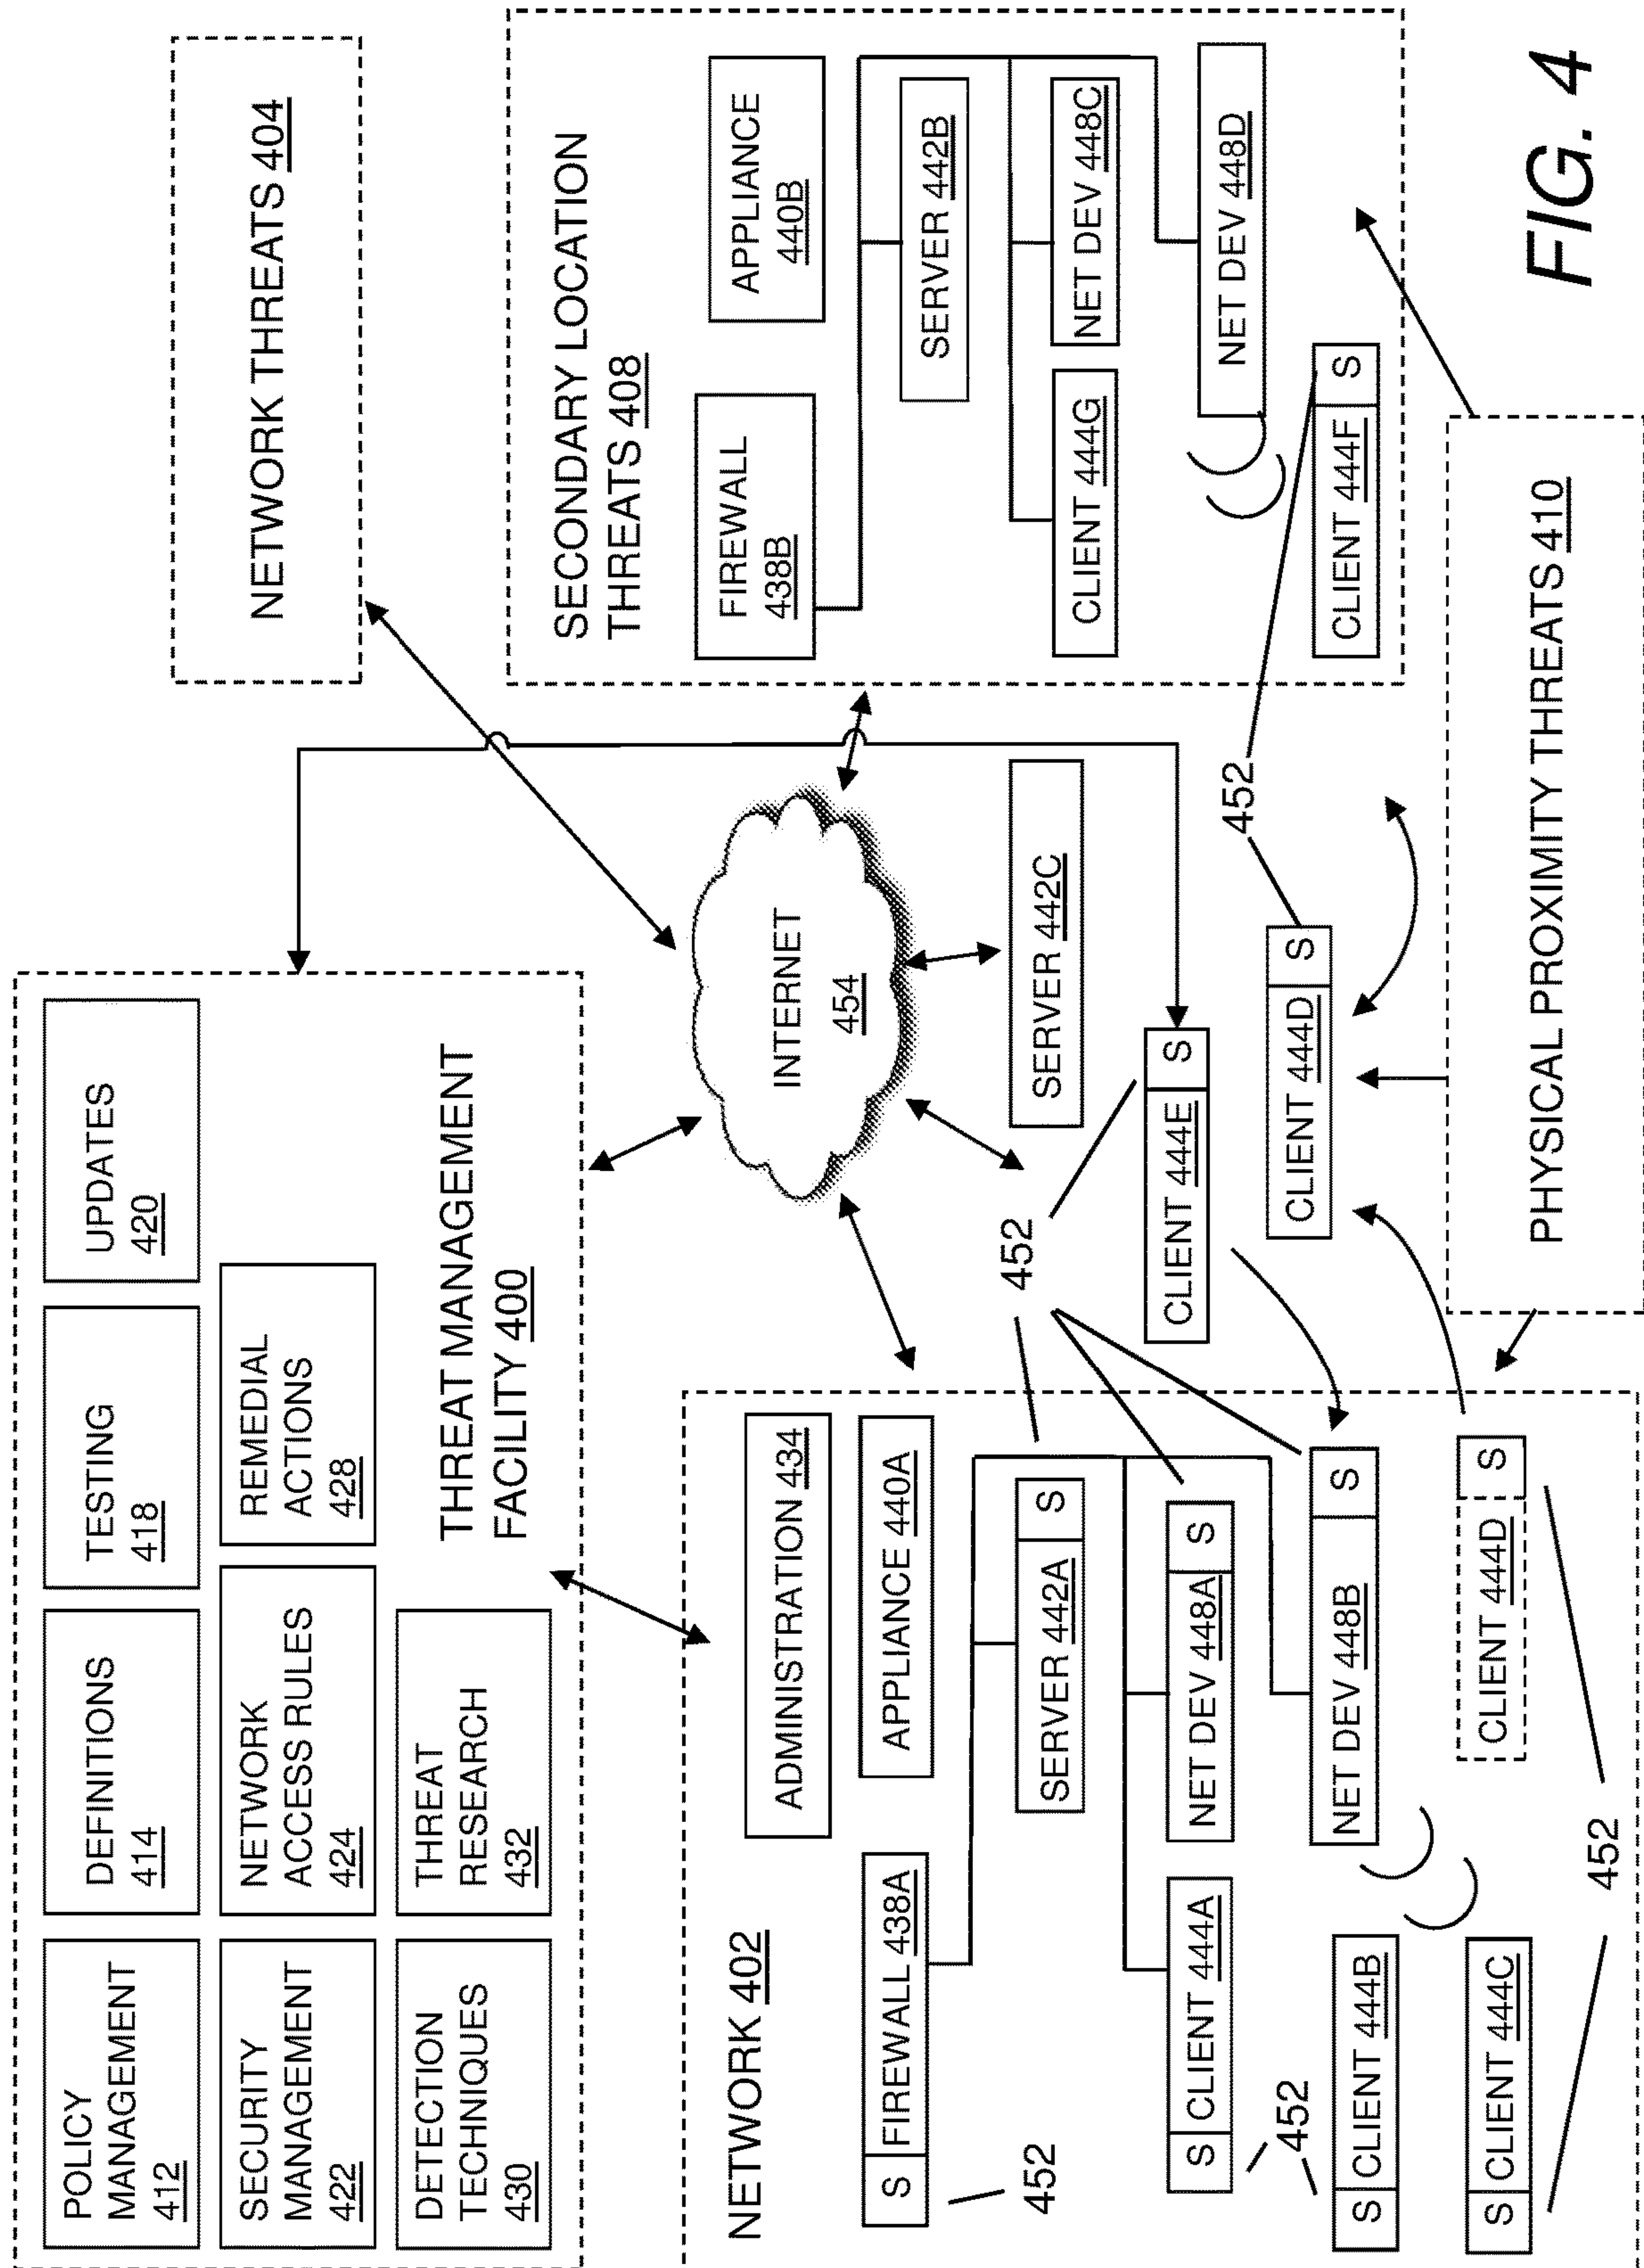 POLICY
MANAGEMENT
412
DEFINITIONS
414
TESTING
418
UPDATES
420
SECURITY
MANAGEMENT
422
NETWORK
ACCESS RULES
424
REMEDIAL
ACTIONS
428
DETECTION
TECHNIQUES
430
THREAT
RESEARCH
432
THREAT MANAGEMENT
FACILITY 400
NETWORK THREATS 404
NETWORK 402
ADMINISTRATION 434
S FIREWALL 438A
APPLIANCE 440A
452
SERVER 442A S
S CLIENT 444A
NET DEV 448A S
452
S CLIENT 444B
NET DEV 448B S
S CLIENT 444C
CLIENT 444D S
452
INTERNET
454
SERVER 442C
452
CLIENT 444E S
CLIENT 444D S
452
SECONDARY LOCATION
THREATS 408
FIREWALL
438B
APPLIANCE
440B
SERVER 442B
CLIENT 444G
NET DEV 448C
NET DEV 448D
CLIENT 444F S
PHYSICAL PROXIMITY THREATS 410
FIG. 4